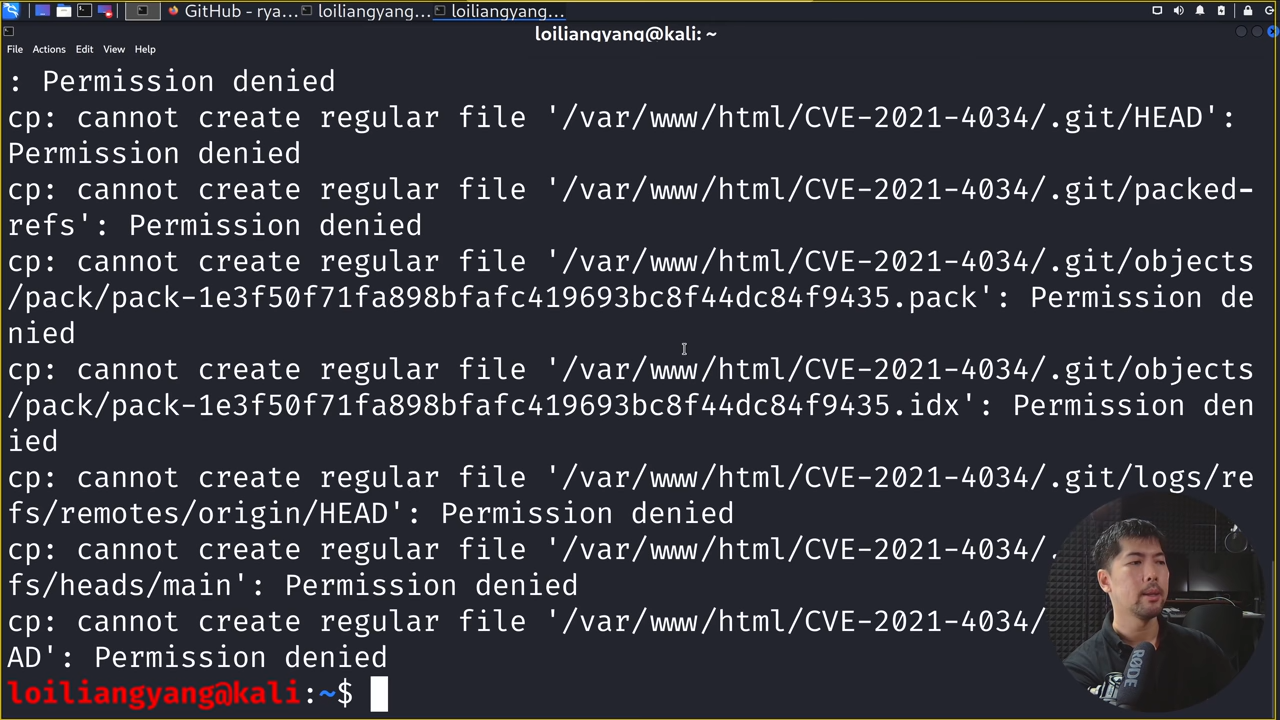 GitHub - rya...
loiliangyang...
loiliangyang...
loiliangyang@kali: ~
File Actions Edit View Help
: Permission denied
cp: cannot create regular file '/var/www/html/CVE-2021-4034/.git/HEAD':
Permission denied
cp: cannot create regular file '/var/www/html/CVE-2021-4034/.git/packed-
refs': Permission denied
cp: cannot create regular file '/var/www/html/CVE-2021-4034/.git/objects
/pack/pack-1e3f50f71fa898bfafc419693bc8f44dc84f9435.pack': Permission de
nied
cp: cannot create regular file '/var/www/html/CVE-2021-4034/.git/objects
/pack/pack-1e3f50f71fa898bfafc419693bc8f44dc84f9435.idx': Permission den
ied
cp: cannot create regular file '/var/www/html/CVE-2021-4034/.git/logs/re
fs/remotes/origin/HEAD': Permission denied
cp: cannot create regular file '/var/www/html/CVE-2021-4034/.
fs/heads/main': Permission denied
cp: cannot create regular file '/var/www/html/CVE-2021-4034/
AD': Permission denied
loiliangyang@kali:~$
RØDE